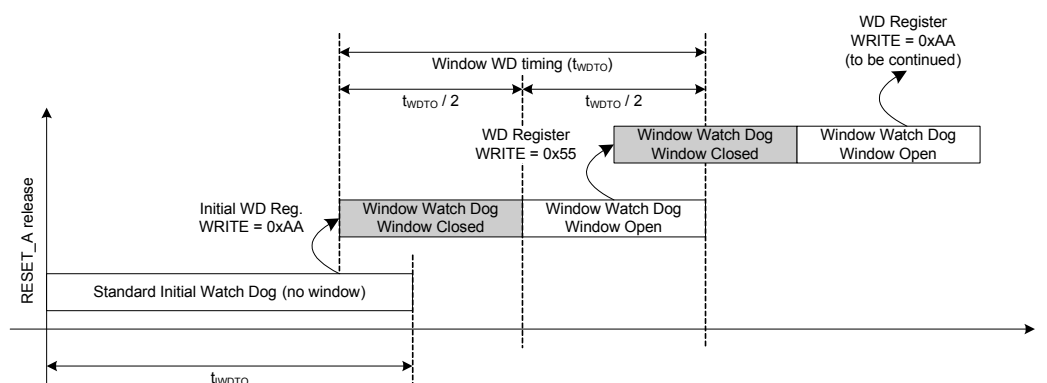 WD Register
WRITE = 0xAA
(to be continued)
Window WD timing (tWDTO)
tWDTO / 2
tWDTO / 2
WD Register
WRITE = 0x55
Window Watch Dog
Window Closed
Window Watch Dog
Window Open
Initial WD Reg.
WRITE = 0xAA
Window Watch Dog
Window Closed
Window Watch Dog
Window Open
RESET_A release
Standard Initial Watch Dog (no window)
tIWDTO